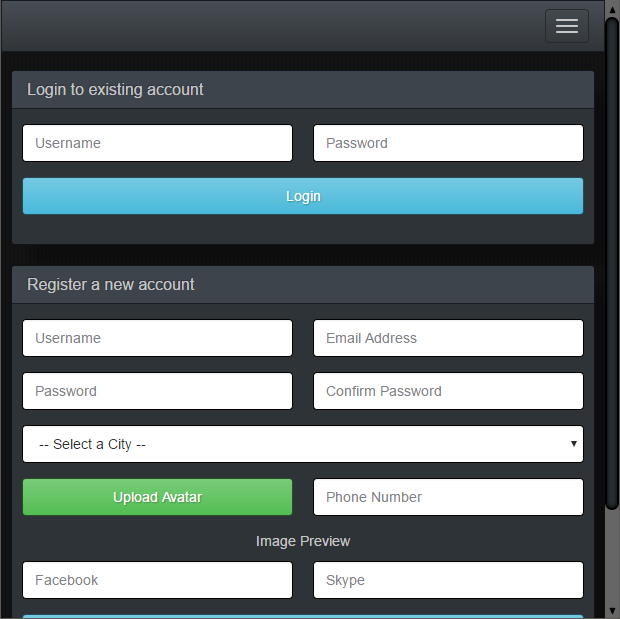 Login to existing account
Username Password
Login
Register a new account
Username Email Address
Password Confirm Password
-- Select a City --
Upload Avatar Phone Number
Image Preview
Facebook Skype